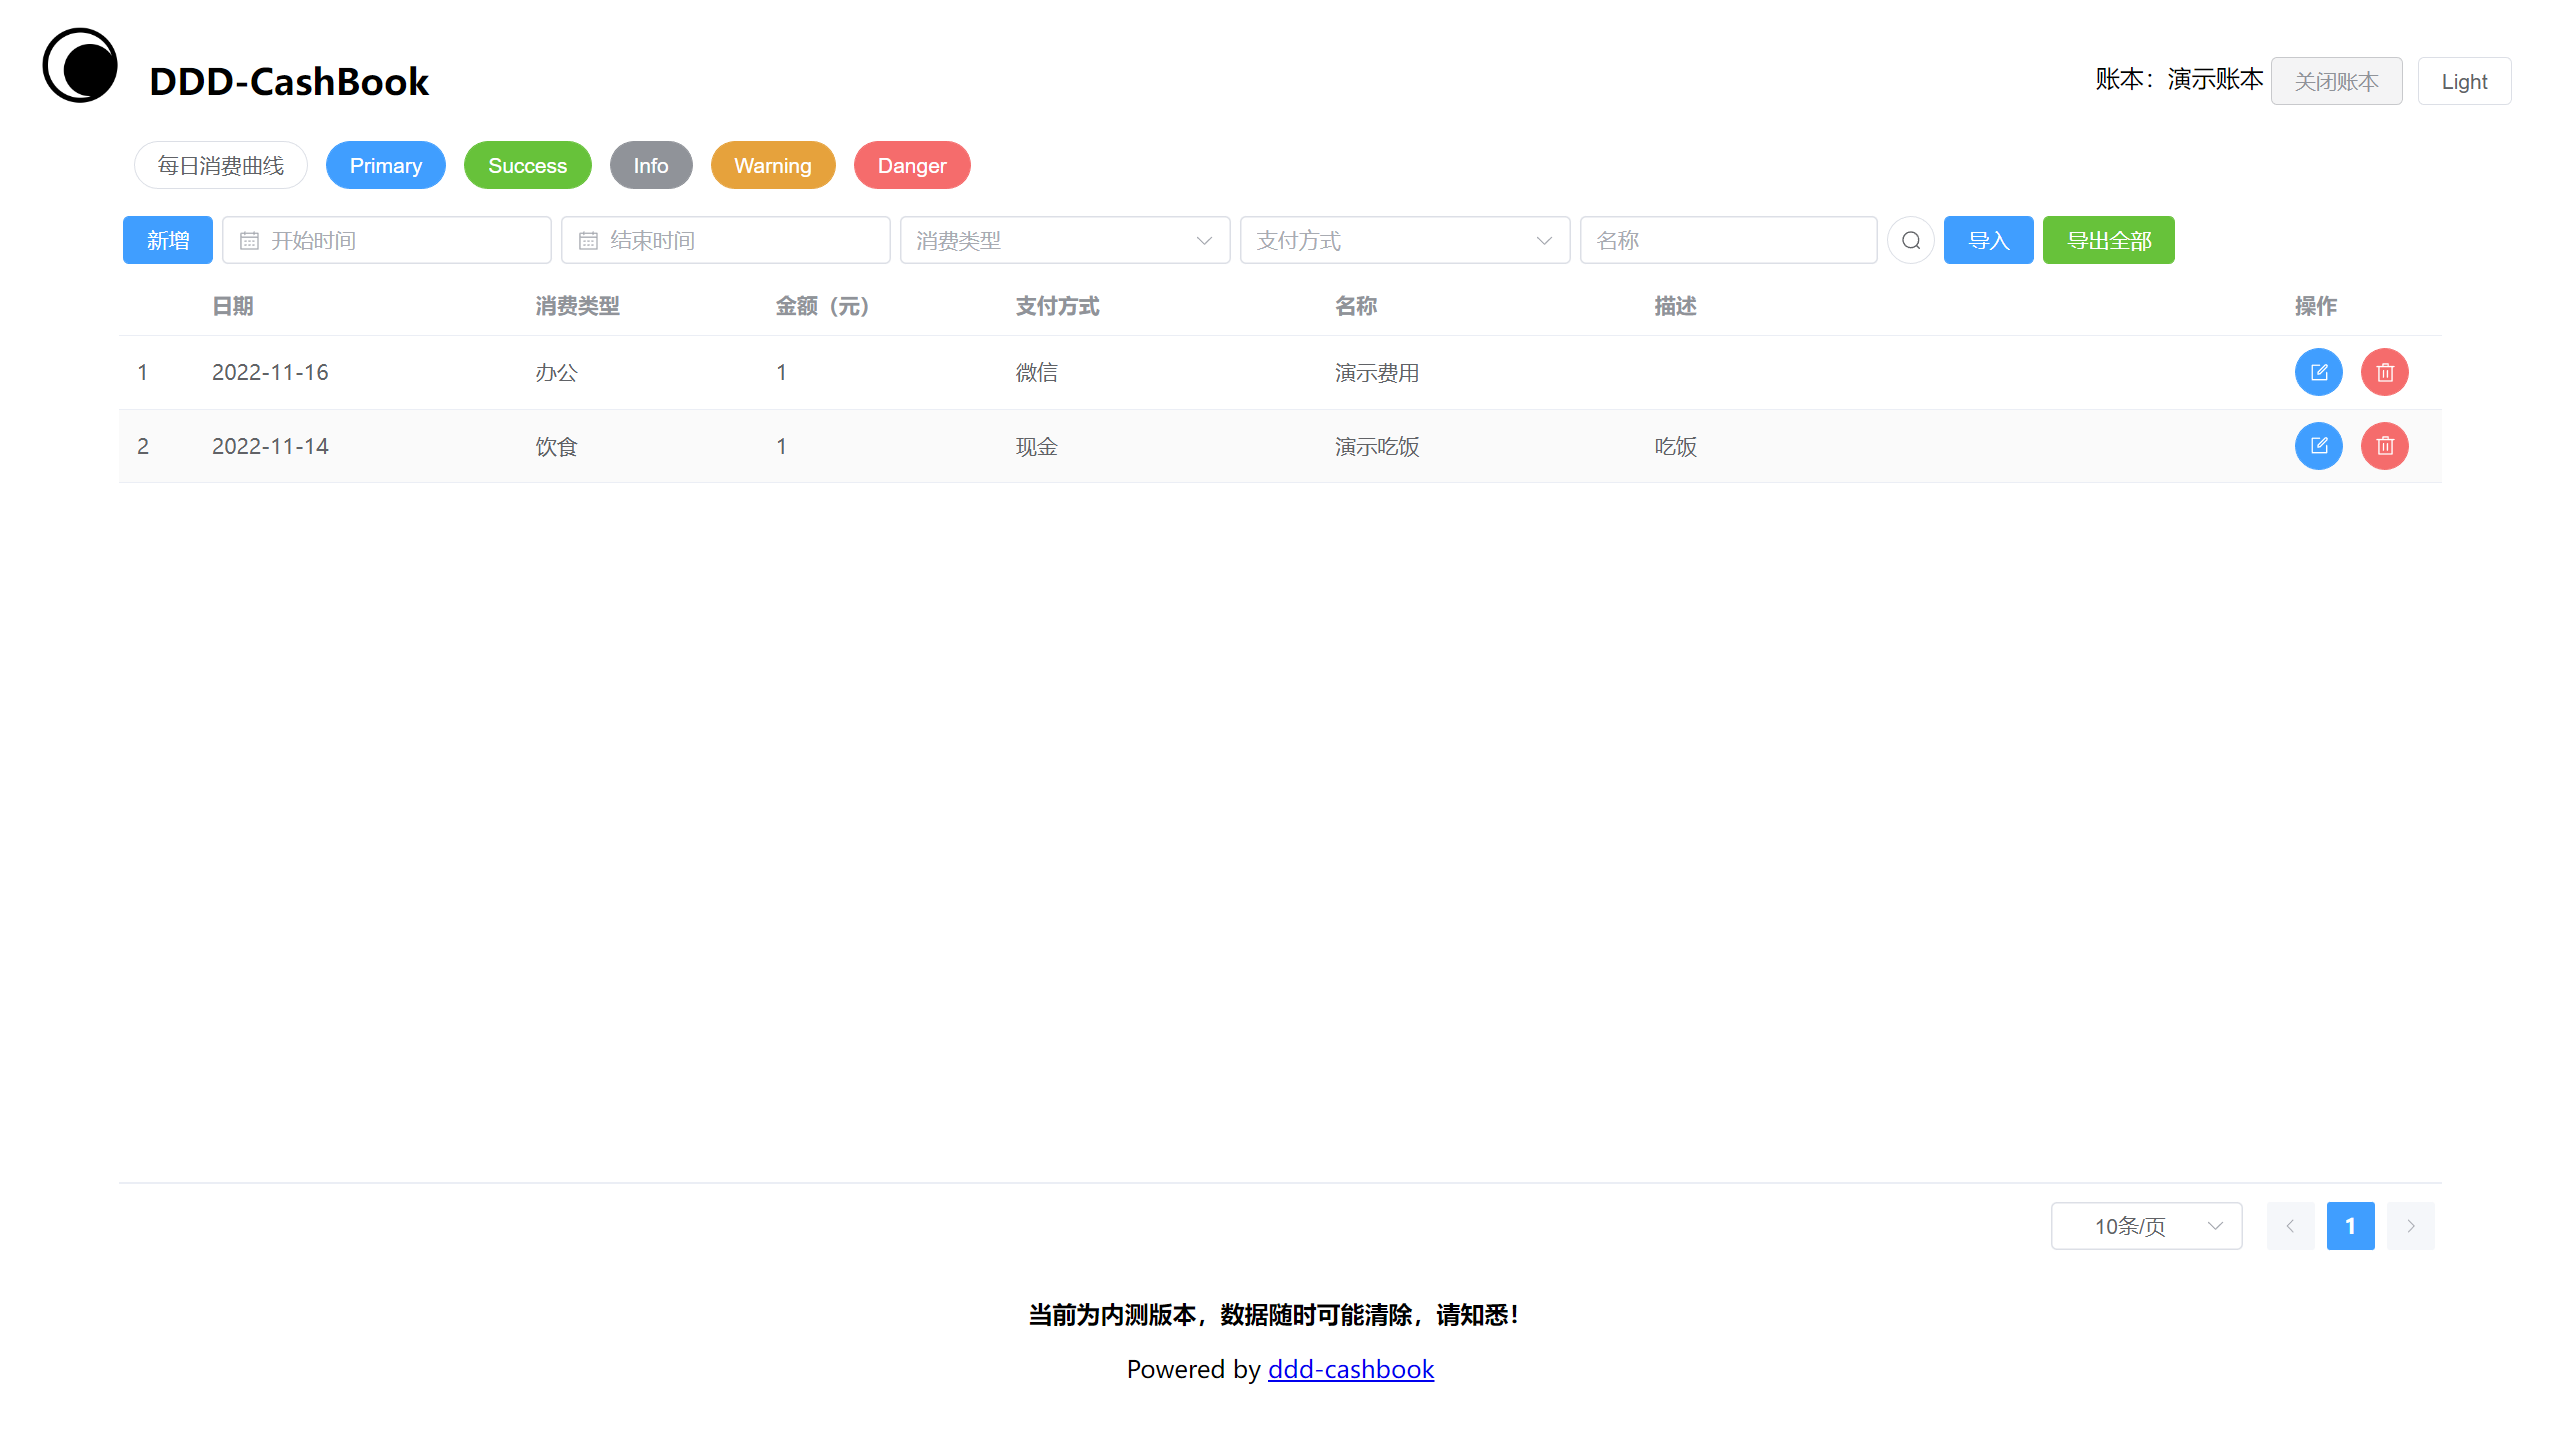 DDD-CashBook
账本：演示账本 关闭账本 Light
每日消费曲线 Primary Success Info Warning Danger
新增 开始时间 结束时间 消费类型 支付方式 名称 导入 导出全部
日期 消费类型 金额（元） 支付方式 名称 描述 操作
1 2022-11-16 办公 1 微信 演示费用
2 2022-11-14 饮食 1 现金 演示吃饭 吃饭
10条/页 1
当前为内测版本，数据随时可能清除，请知悉！
Powered by ddd-cashbook